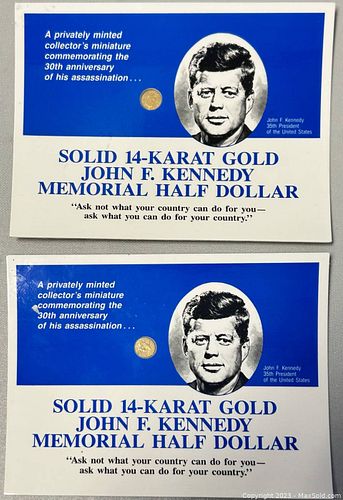 A privately minted
collector's miniature
commemorating the
30th anniversary
of his assassination...
John F. Kennedy
35th President
of the United States
SOLID 14-KARAT GOLD
JOHN F. KENNEDY
MEMORIAL HALF DOLLAR
"Ask not what your country can do for you—
ask what you can do for your country."
A privately minted
collector's miniature
commemorating the
30th anniversary
of his assassination...
John F. Kennedy
35th President
of the United States
SOLID 14-KARAT GOLD
JOHN F. KENNEDY
MEMORIAL HALF DOLLAR
"Ask not what your country can do for you—
ask what you can do for your country."
Copyright 2023 - MaxSold.com